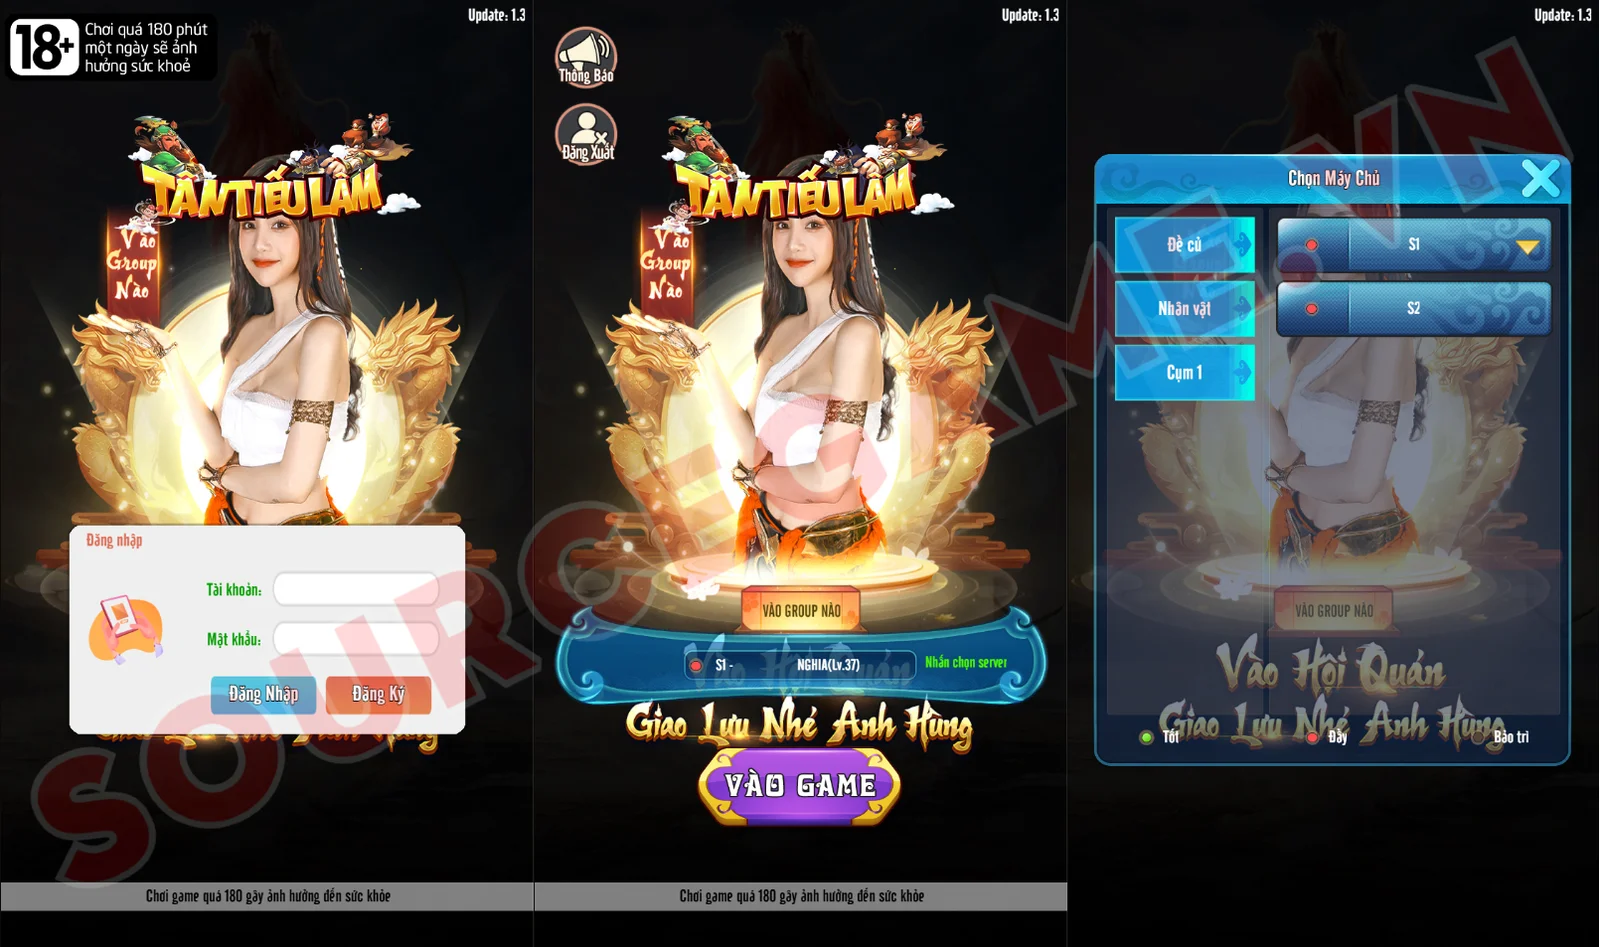 Update: 1.3
18+
Chơi quá 180 phút
một ngày sẽ ảnh
hưởng sức khoẻ
TÂN TIẾU LÂM
Vào
Group
Nào
Đăng nhập
Tài khoản:
Mật khẩu:
Đăng Nhập
Đăng Ký
Chơi game quá 180 gây ảnh hưởng đến sức khỏe
Update: 1.3
Thông Báo
Đăng Xuất
TÂN TIẾU LÂM
Vào
Group
Nào
VÀO GROUP NÀO
S1 - NGHIA(Lv.37)
Nhấn chọn server
Giao Lưu Nhé Anh Hùng
VÀO GAME
Chơi game quá 180 gây ảnh hưởng đến sức khỏe
Update: 1.3
Chọn Máy Chủ
Đề cử
Nhân vật
Cụm 1
S1
S2
VÀO GROUP NÀO
Vào Hội Quán
Giao Lưu Nhé Anh Hùng
Tốt
Đầy
Bảo trì
SOURCEGAME.VN